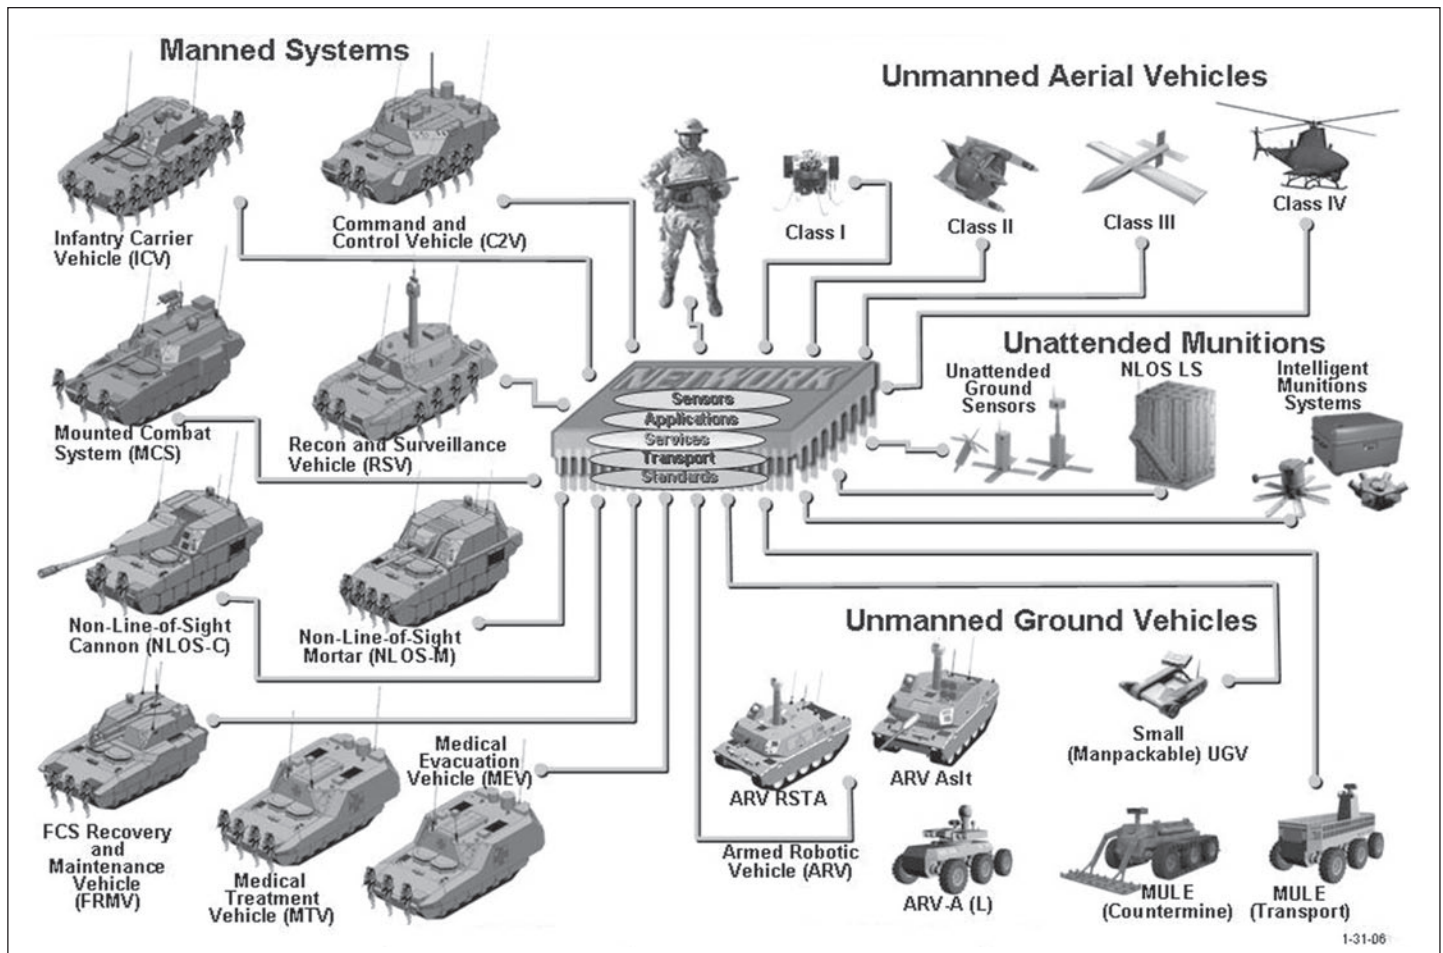 Manned Systems
Unmanned Aerial Vehicles
Infantry Carrier
Vehicle (ICV)
Command and
Control Vehicle (C2V)
Class I
Class II
Class III
Class IV
Mounted Combat
System (MCS)
Recon and Surveillance
Vehicle (RSV)
NETWORK
Sensors
Applications
Services
Transport
Standards
Unattended Munitions
Unattended
Ground
Sensors
NLOS LS
Intelligent
Munitions
Systems
Non-Line-of-Sight
Cannon (NLOS-C)
Non-Line-of-Sight
Mortar (NLOS-M)
Unmanned Ground Vehicles
FCS Recovery
and
Maintenance
Vehicle
(FRMV)
Medical
Treatment
Vehicle (MTV)
Medical
Evacuation
Vehicle (MEV)
ARV RSTA
ARV Aslt
Armed Robotic
Vehicle (ARV)
ARV-A (L)
Small
(Manpackable) UGV
MULE
(Countermine)
MULE
(Transport)
1-31-06